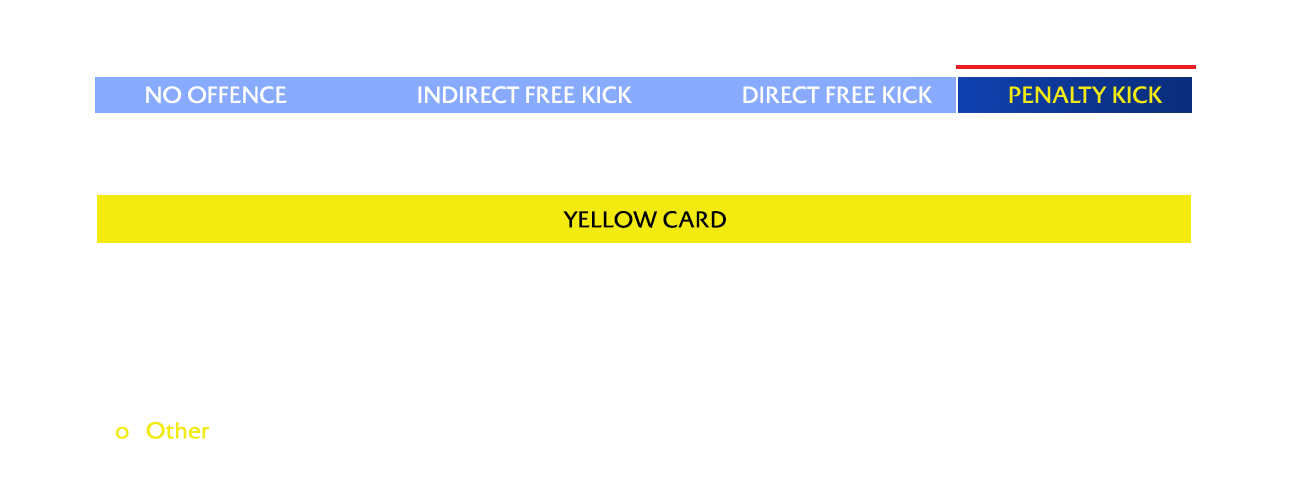 NO OFFENCE INDIRECT FREE KICK DIRECT FREE KICK PENALTY KICK
YELLOW CARD
o Other